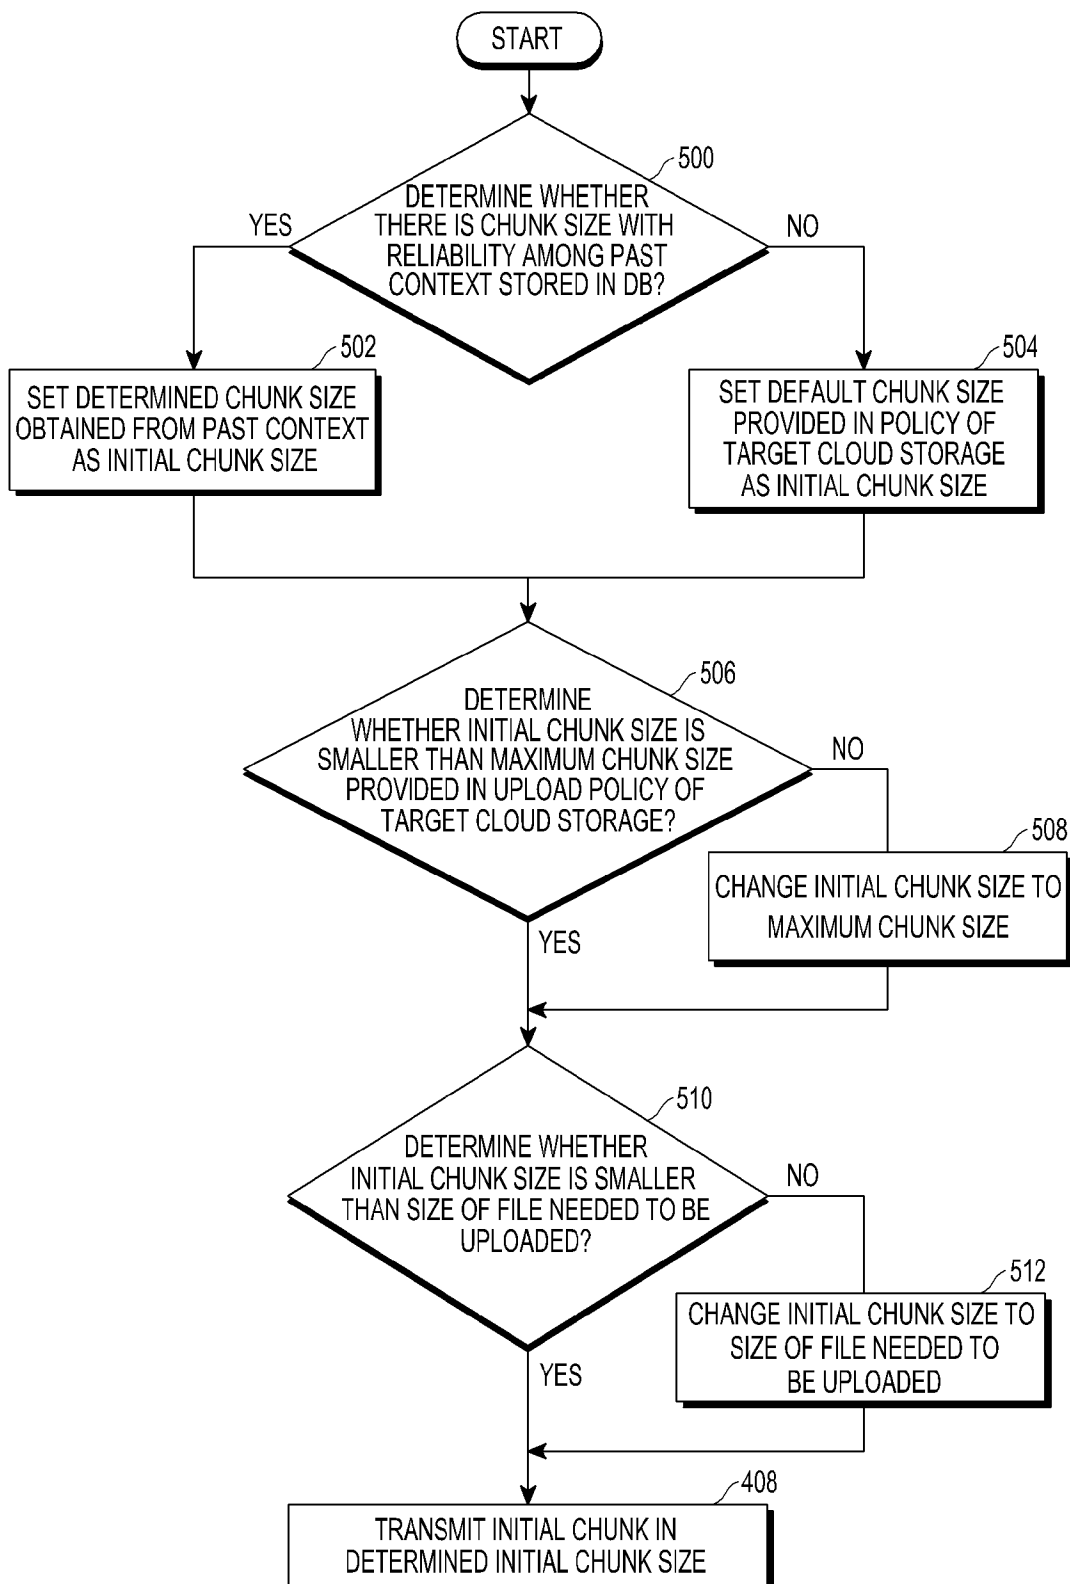 START
500
DETERMINE WHETHER
THERE IS CHUNK SIZE WITH
RELIABILITY AMONG PAST
CONTEXT STORED IN DB?
YES
NO
502
SET DETERMINED CHUNK SIZE
OBTAINED FROM PAST CONTEXT
AS INITIAL CHUNK SIZE
504
SET DEFAULT CHUNK SIZE
PROVIDED IN POLICY OF
TARGET CLOUD STORAGE
AS INITIAL CHUNK SIZE
506
DETERMINE
WHETHER INITIAL CHUNK SIZE IS
SMALLER THAN MAXIMUM CHUNK SIZE
PROVIDED IN UPLOAD POLICY OF
TARGET CLOUD STORAGE?
NO
508
CHANGE INITIAL CHUNK SIZE TO
MAXIMUM CHUNK SIZE
YES
510
DETERMINE WHETHER
INITIAL CHUNK SIZE IS SMALLER
THAN SIZE OF FILE NEEDED TO BE
UPLOADED?
NO
512
CHANGE INITIAL CHUNK SIZE TO
SIZE OF FILE NEEDED TO
BE UPLOADED
YES
408
TRANSMIT INITIAL CHUNK IN
DETERMINED INITIAL CHUNK SIZE